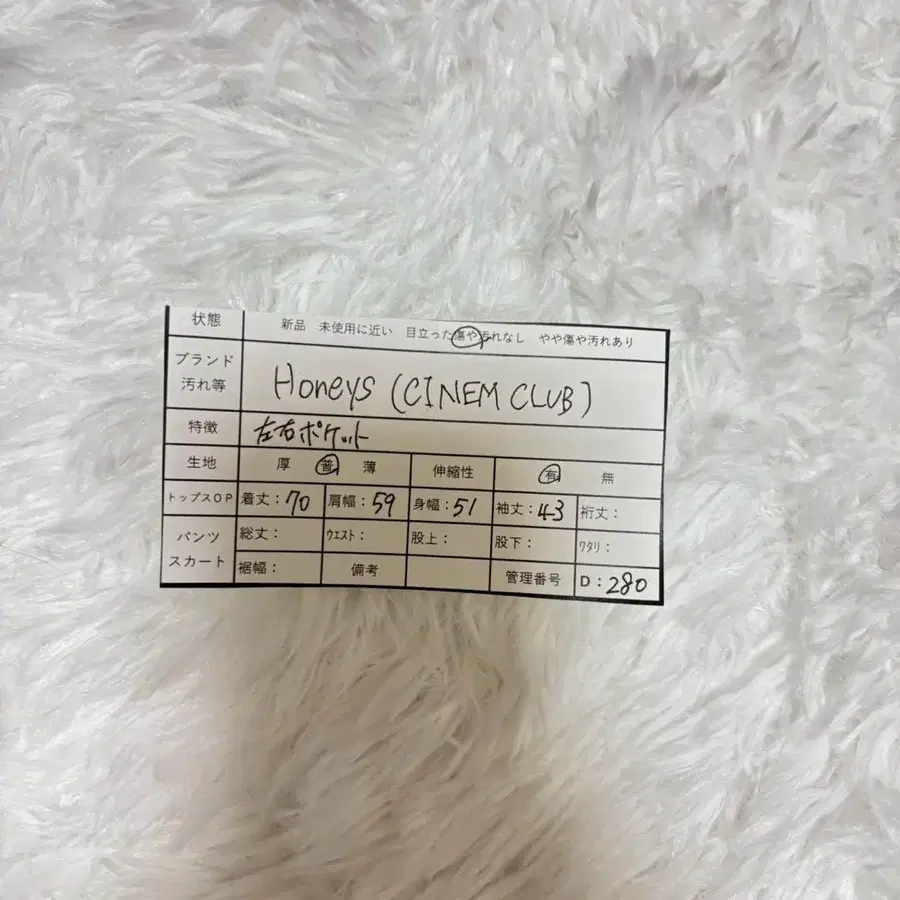 状態 新品 未使用に近い 目立った傷や汚れなし やや傷や汚れあり
ブランド
汚れ等 Honeys (CINEM CLUB)
特徴 左右ポケット
生地 厚 普 薄 伸縮性 有 無
トップスOP 着丈:70 肩幅:59 身幅:51 袖丈:43 裄丈:
パンツ
スカート 総丈: ウエスト: 股上: 股下: ワタリ:
裾幅: 備考 管理番号 D:280